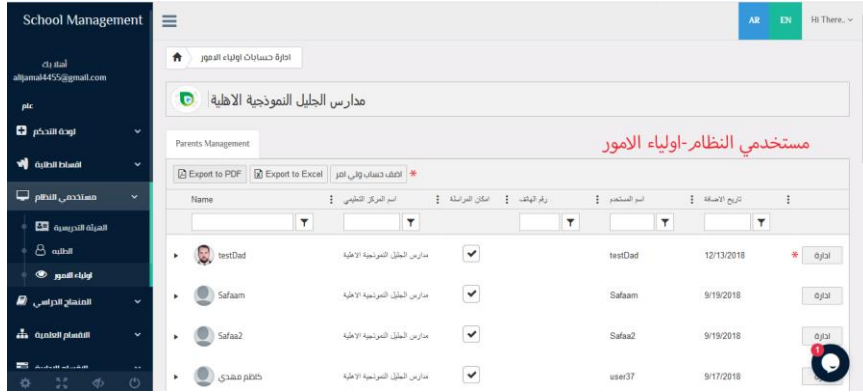 School Management
AR EN Hi There..
أهلا بك
altjamal4455@gmail.com
عام
لوحة التحكم
اقساط الطلبة
مستخدمي النظام
الهيئة التدريسية
الطلبه
اولياء الامور
المنهاج الدراسي
الاقسام العلمية
ادارة حسابات اولياء الامور
مدارس الجليل النموذجية الاهلية
Parents Management
مستخدمي النظام-اولياء الامور
Export to PDF Export to Excel اضف حساب ولي امر *
Name اسم المركز التعليمي امكان المراسلة رقم الهاتف اسم المستخدم تاريخ الاضافة
testDad مدارس الجليل النموذجية الاهلية testDad 12/13/2018 * ادارة
Safaam مدارس الجليل النموذجية الاهلية Safaam 9/19/2018 ادارة
Safaa2 مدارس الجليل النموذجية الاهلية Safaa2 9/19/2018 ادارة
كاظم مهدي مدارس الجليل النموذجية الاهلية user37 9/17/2018
1